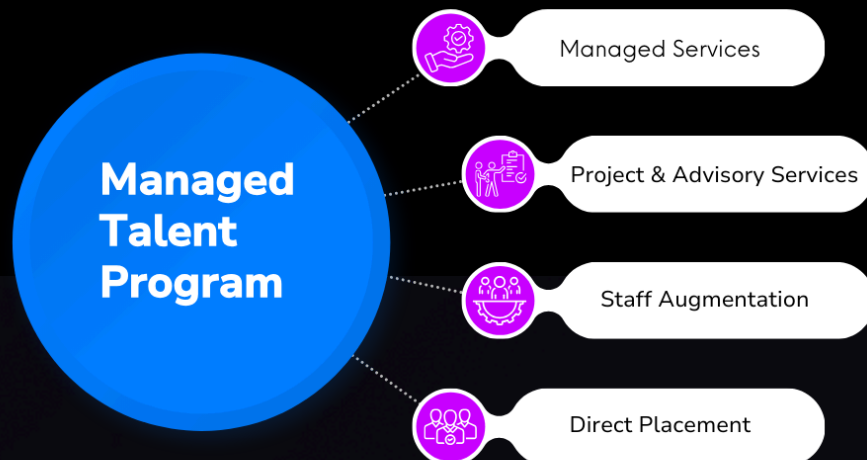 Managed
Talent
Program
Managed Services
Project & Advisory Services
Staff Augmentation
Direct Placement